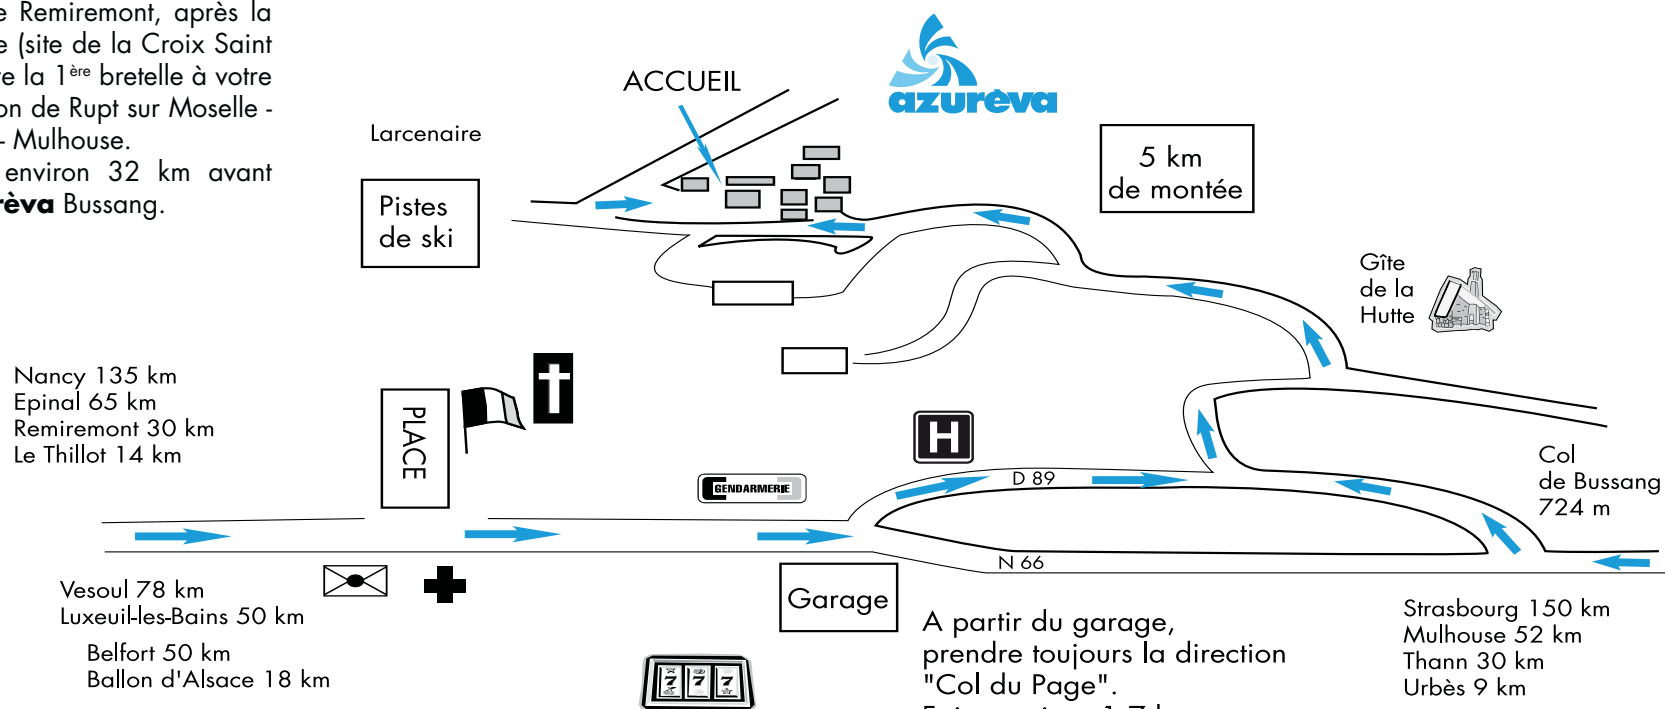 e Remiremont, après la
e (site de la Croix Saint
re la 1ère bretelle à votre
on de Rupt sur Moselle -
- Mulhouse.
environ 32 km avant
rèva Bussang.
azurèva
ACCUEIL
Larcenaire
Pistes
de ski
5 km
de montée
Gîte
de la
Hutte
Nancy 135 km
Epinal 65 km
Remiremont 30 km
Le Thillot 14 km
PLACE
H
GENDARMERIE
D 89
Col
de Bussang
724 m
N 66
Vesoul 78 km
Luxeuil-les-Bains 50 km
Belfort 50 km
Ballon d'Alsace 18 km
Garage
777
A partir du garage,
prendre toujours la direction
"Col du Page".
Strasbourg 150 km
Mulhouse 52 km
Thann 30 km
Urbès 9 km